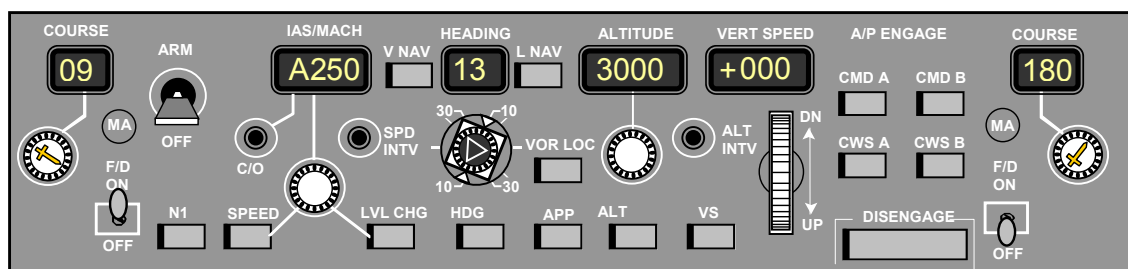 COURSE
ARM
IAS/MACH
V NAV
HEADING
L NAV
ALTITUDE
VERT SPEED
A/P ENGAGE
COURSE
09
A250
13
3000
+000
180
CMD A
CMD B
MA
OFF
C/O
SPD
INTV
30
10
10
30
VOR LOC
ALT
INTV
DN
UP
CWS A
CWS B
MA
F/D
ON
OFF
N1
SPEED
LVL CHG
HDG
APP
ALT
VS
DISENGAGE
F/D
ON
OFF